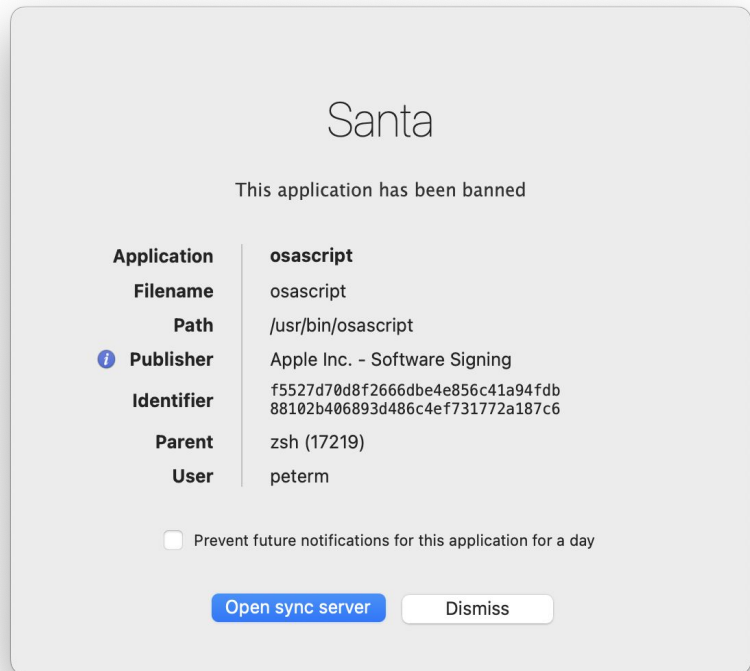 Santa
This application has been banned
Application osascript
Filename osascript
Path /usr/bin/osascript
Publisher Apple Inc. - Software Signing
Identifier f5527d70d8f2666dbe4e856c41a94fdb
88102b406893d486c4ef731772a187c6
Parent zsh (17219)
User peterm
Prevent future notifications for this application for a day
Open sync server Dismiss